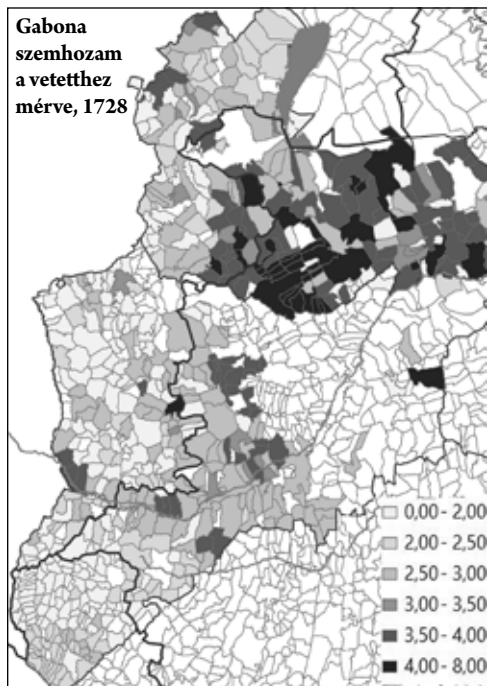 Gabona
szemhozam
a vetetthez
mérve, 1728
0,00 - 2,00
2,00 - 2,50
2,50 - 3,00
3,00 - 3,50
3,50 - 4,00
4,00 - 8,00